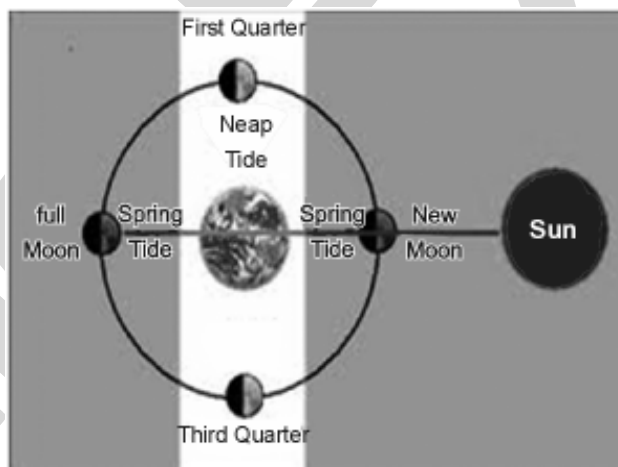 First Quarter
Neap
Tide
full
Moon
Spring
Tide
Spring
Tide
New
Moon
Sun
Third Quarter